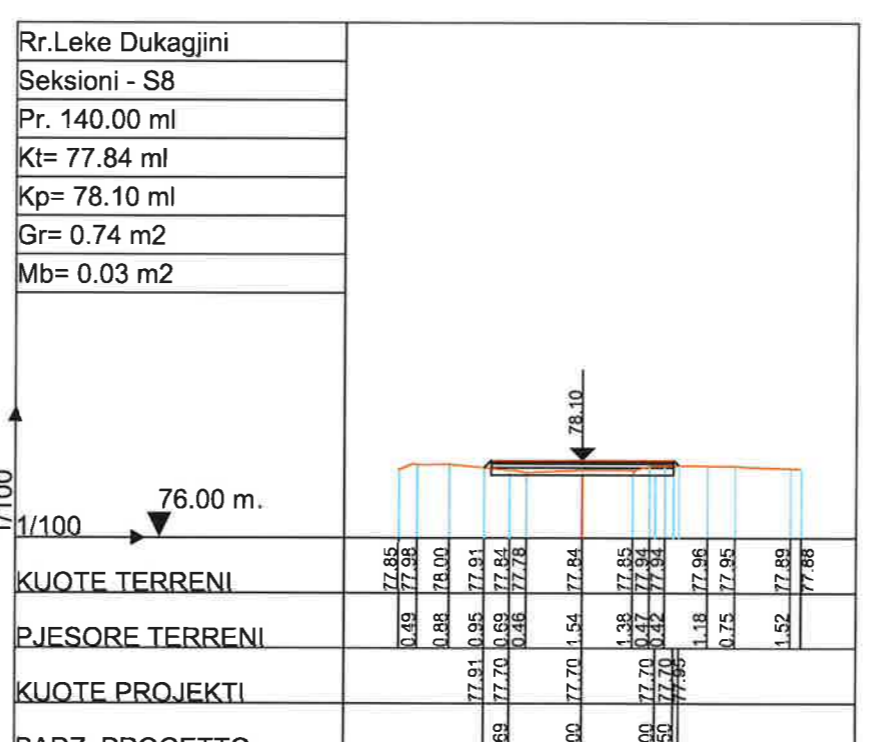 Rr.Leke Dukagjini
Seksioni - S8
Pr. 140.00 ml
Kt= 77.84 ml
Kp= 78.10 ml
Gr= 0.74 m2
Mb= 0.03 m2
78.10
76.00 m.
1/100
1/100
KUOTE TERRENI 77.85 77.98 78.00 77.91 77.84 77.78 77.84 77.85 77.94 77.94 77.96 77.95 77.89 77.88
PJESORE TERRENI 0.49 0.88 0.95 0.69 0.46 1.54 1.38 0.47 0.42 1.18 0.75 1.52
KUOTE PROJEKTI 77.91 77.70 77.70 77.70 77.70 77.95